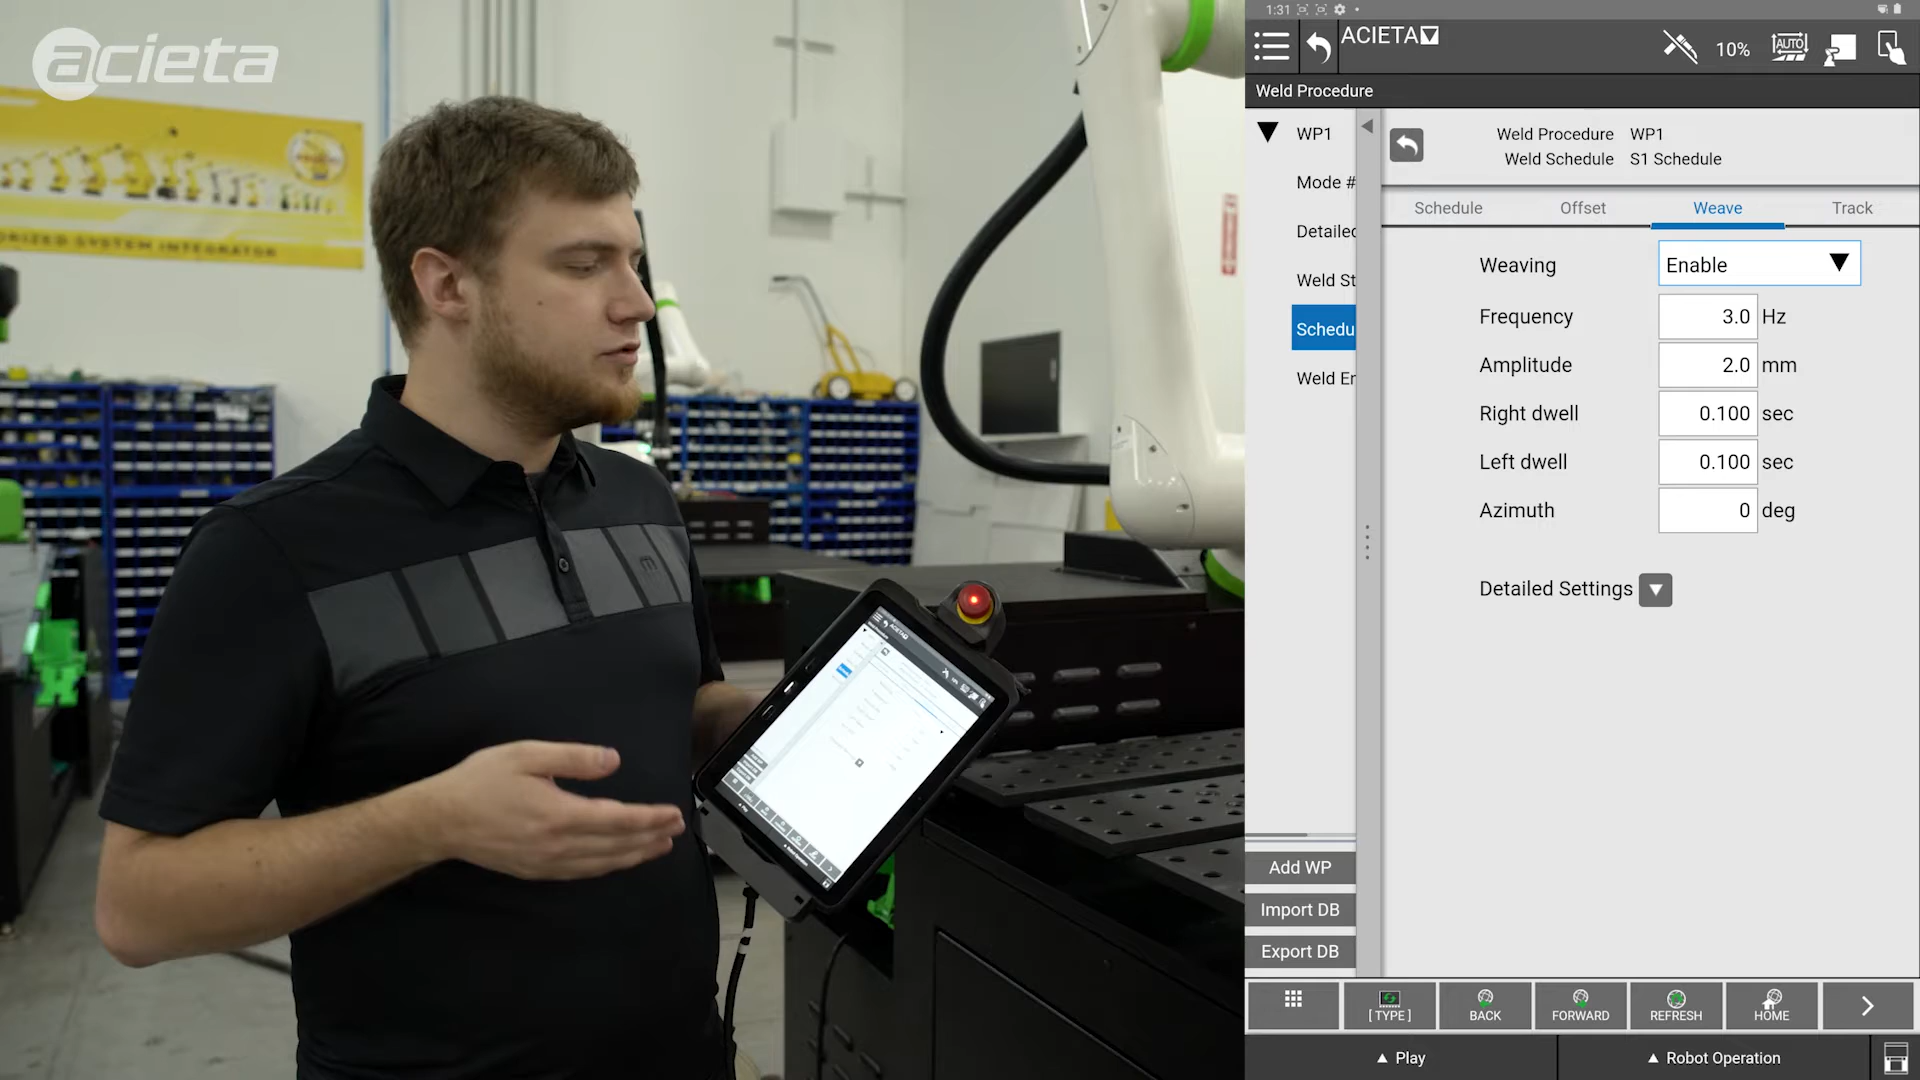 acieta
ORIZED SYSTEM INTEGRATOR
1:31
ACIETA
10%
AUTO
Weld Procedure
WP1
Mode #
Detailed
Weld St
Schedu
Weld Er
Add WP
Import DB
Export DB
Weld Procedure WP1
Weld Schedule S1 Schedule
Schedule Offset Weave Track
Weaving Enable
Frequency 3.0 Hz
Amplitude 2.0 mm
Right dwell 0.100 sec
Left dwell 0.100 sec
Azimuth 0 deg
Detailed Settings
[ TYPE ] BACK FORWARD REFRESH HOME
Play Robot Operation